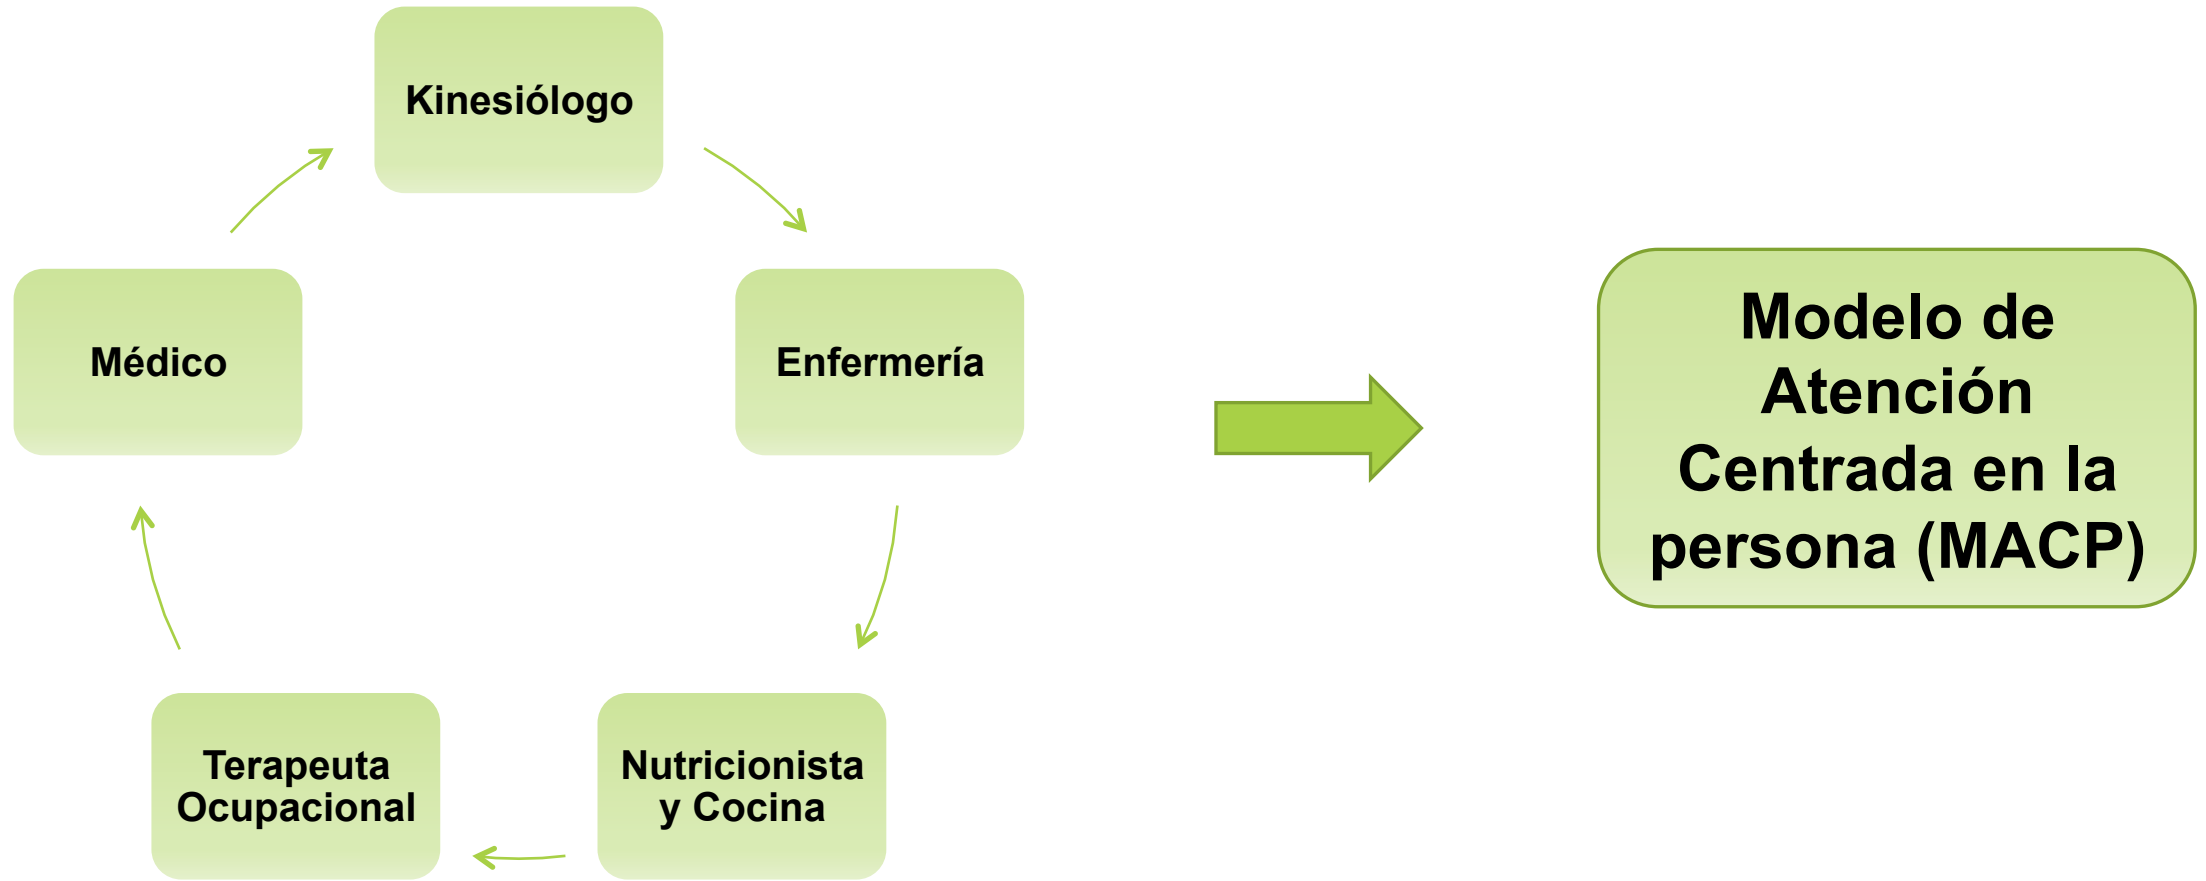 Kinesiólogo
Médico
Enfermería
Terapeuta
Ocupacional
Nutricionista
y Cocina
Modelo de
Atención
Centrada en la
persona (MACP)